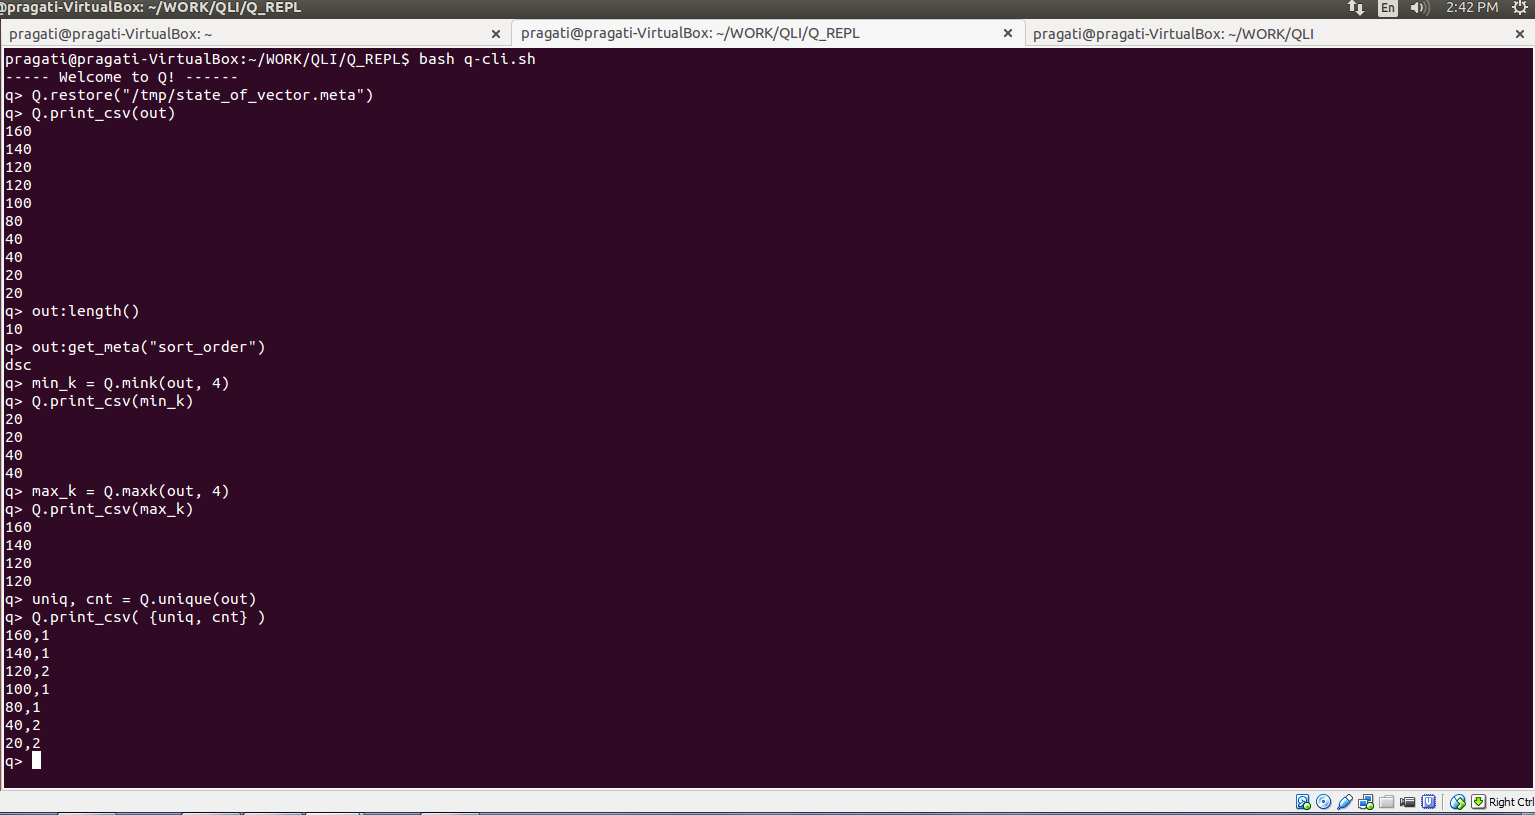 @pragati-VirtualBox: ~/WORK/QLI/Q_REPL
En
2:42 PM
pragati@pragati-VirtualBox: ~
pragati@pragati-VirtualBox: ~/WORK/QLI/Q_REPL
pragati@pragati-VirtualBox: ~/WORK/QLI
pragati@pragati-VirtualBox:~/WORK/QLI/Q_REPL$ bash q-cli.sh
----- Welcome to Q! ------
q> Q.restore("/tmp/state_of_vector.meta")
q> Q.print_csv(out)
160
140
120
120
100
80
40
40
20
20
q> out:length()
10
q> out:get_meta("sort_order")
dsc
q> min_k = Q.mink(out, 4)
q> Q.print_csv(min_k)
20
20
40
40
q> max_k = Q.maxk(out, 4)
q> Q.print_csv(max_k)
160
140
120
120
q> uniq, cnt = Q.unique(out)
q> Q.print_csv( {uniq, cnt} )
160,1
140,1
120,2
100,1
80,1
40,2
20,2
q>
Right Ctrl